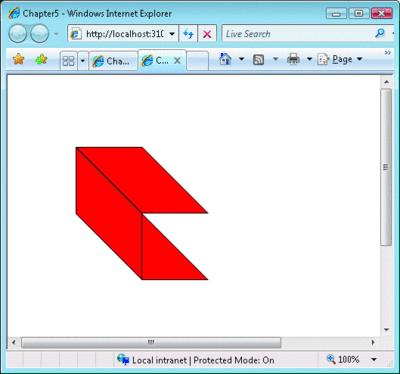 Chapter5 - Windows Internet Explorer
http://localhost:310
Live Search
Cha...
C...
Page
Local intranet | Protected Mode: On
100%